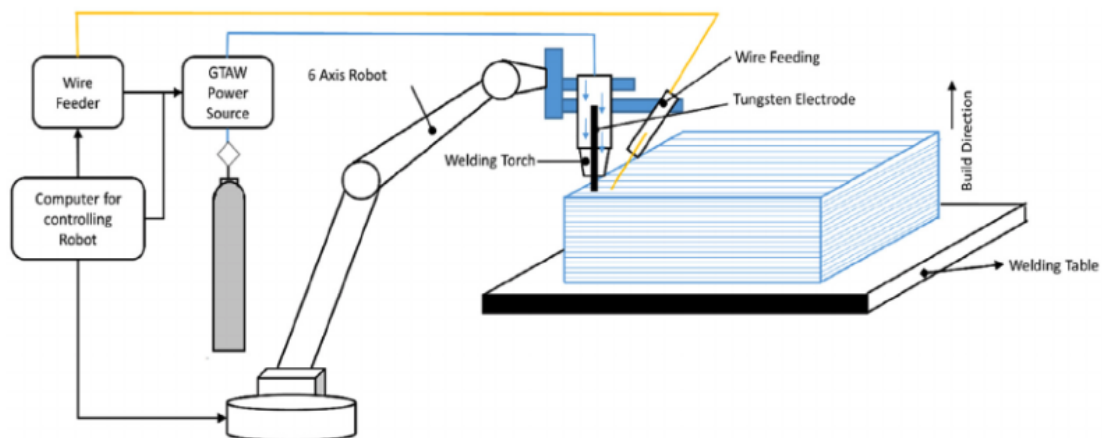 Wire
Feeder
GTAW
Power
Source
6 Axis Robot
Wire Feeding
Tungsten Electrode
Welding Torch
Build Direction
Computer for
controlling
Robot
Welding Table